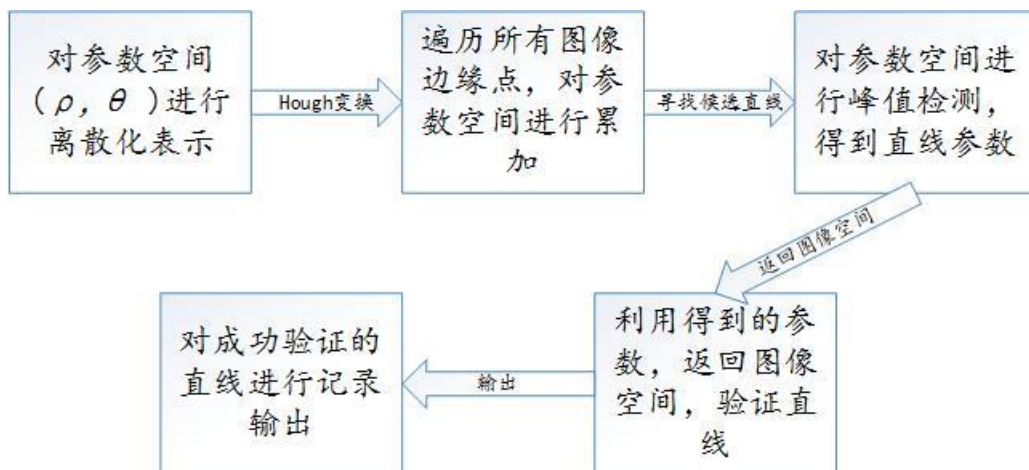 对参数空间
(ρ, θ )进行
离散化表示
Hough变换
遍历所有图像
边缘点，对参
数空间进行累
加
寻找候选直线
对参数空间进
行峰值检测，
得到直线参数
返回图像空间
利用得到的参
数，返回图像
空间，验证直
线
输出
对成功验证的
直线进行记录
输出